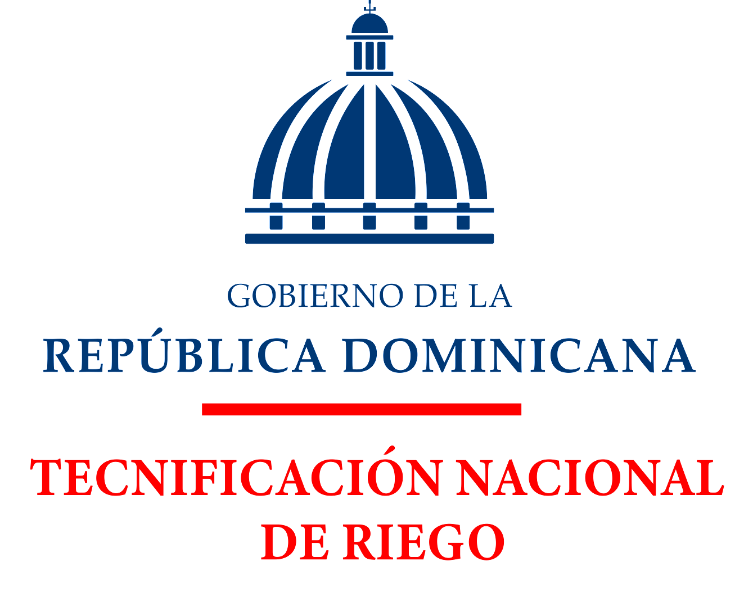 GOBIERNO DE LA
REPÚBLICA DOMINICANA
TECNIFICACIÓN NACIONAL
DE RIEGO